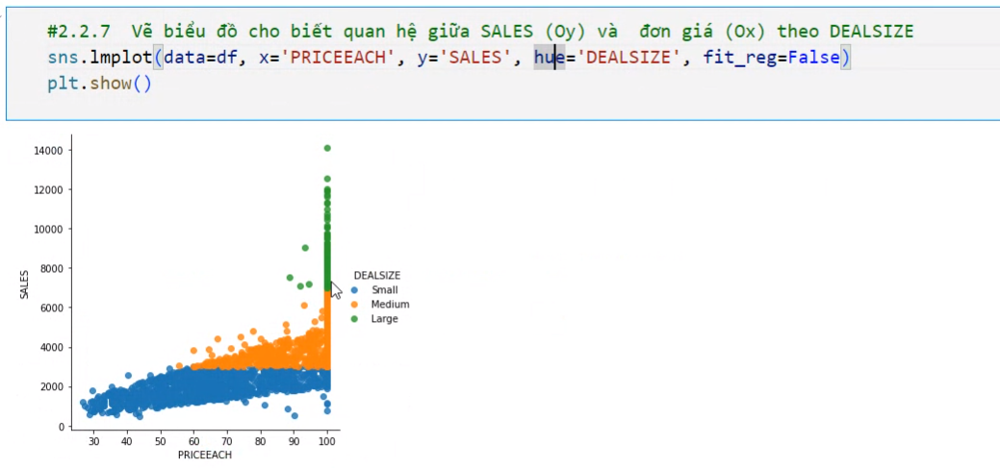 #2.2.7 Vẽ biểu đồ cho biết quan hệ giữa SALES (Oy) và đơn giá (Ox) theo DEALSIZE
sns.lmplot(data=df, x='PRICEEACH', y='SALES', hue='DEALSIZE', fit_reg=False)
plt.show()
14000
12000
10000
8000
6000
4000
2000
0
SALES
30 40 50 60 70 80 90 100
PRICEEACH
DEALSIZE
Small
Medium
Large